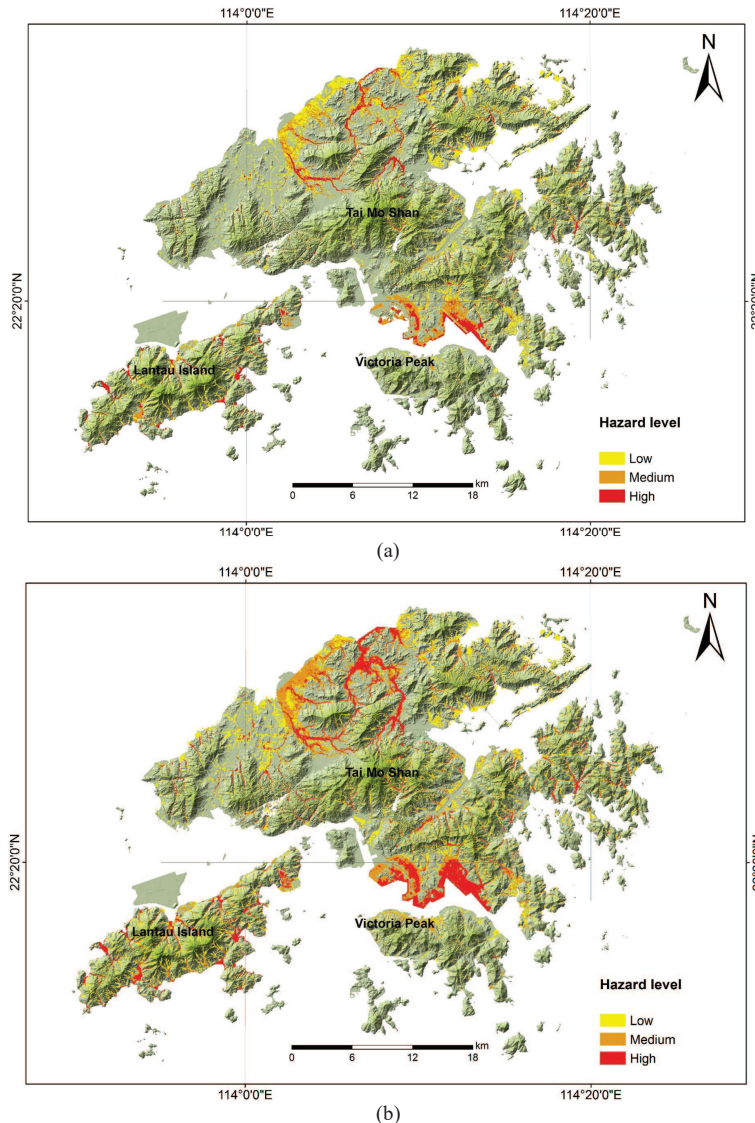 114°0'0"E 114°20'0"E
N
Tai Mo Shan
22°20'0"N
Victoria Peak
Lantau Island
Hazard level
Low
Medium
High
km
0 6 12 18
114°0'0"E 114°20'0"E
(a)
114°0'0"E 114°20'0"E
N
Tai Mo Shan
22°20'0"N
Victoria Peak
Lantau Island
Hazard level
Low
Medium
High
km
0 6 12 18
114°0'0"E 114°20'0"E
(b)